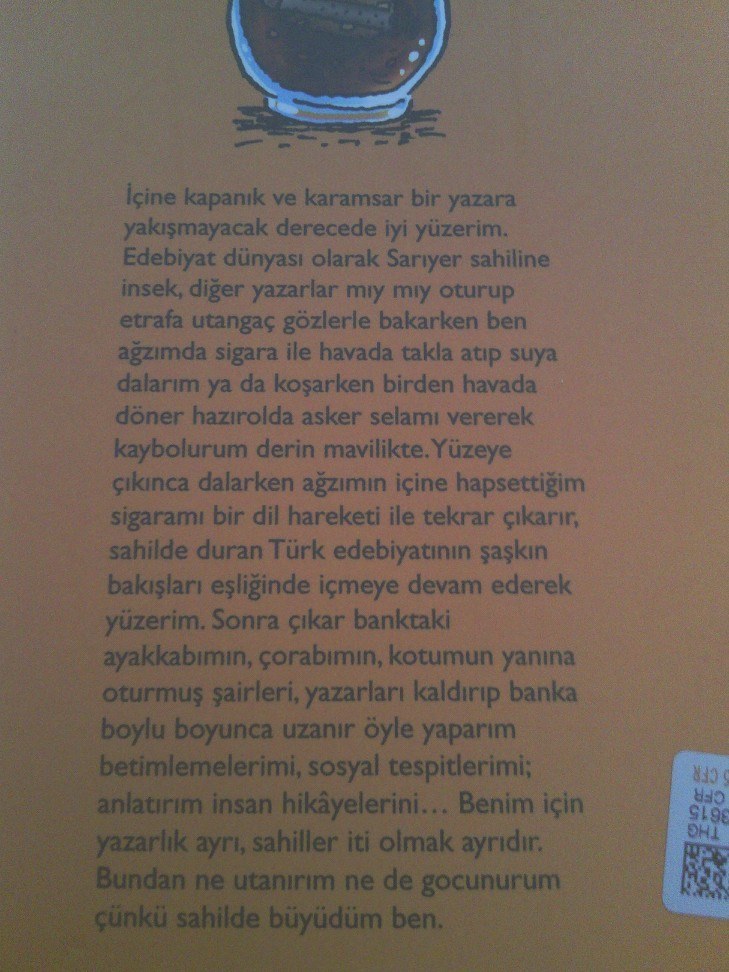 İçine kapanık ve karamsar bir yazara
yakışmayacak derecede iyi yüzerim.
Edebiyat dünyası olarak Sarıyer sahiline
insek, diğer yazarlar mıy mıy oturup
etrafa utangaç gözlerle bakarken ben
ağzımda sigara ile havada takla atıp suya
dalarım ya da koşarken birden havada
döner hazırolda asker selamı vererek
kaybolurum derin mavilikte. Yüzeye
çıkınca dalarken ağzımın içine hapsettiğim
sigaramı bir dil hareketi ile tekrar çıkarır,
sahilde duran Türk edebiyatının şaşkın
bakışları eşliğinde içmeye devam ederek
yüzerim. Sonra çıkar banktaki
ayakkabımın, çorabımın, kotumun yanına
oturmuş şairleri, yazarları kaldırıp banka
boylu boyunca uzanır öyle yaparım
betimlemelerimi, sosyal tespitlerimi;
anlatırım insan hikâyelerini… Benim için
yazarlık ayrı, sahiller iti olmak ayrıdır.
Bundan ne utanırım ne de gocunurum
çünkü sahilde büyüdüm ben.
THG
3615
CFR
CFR